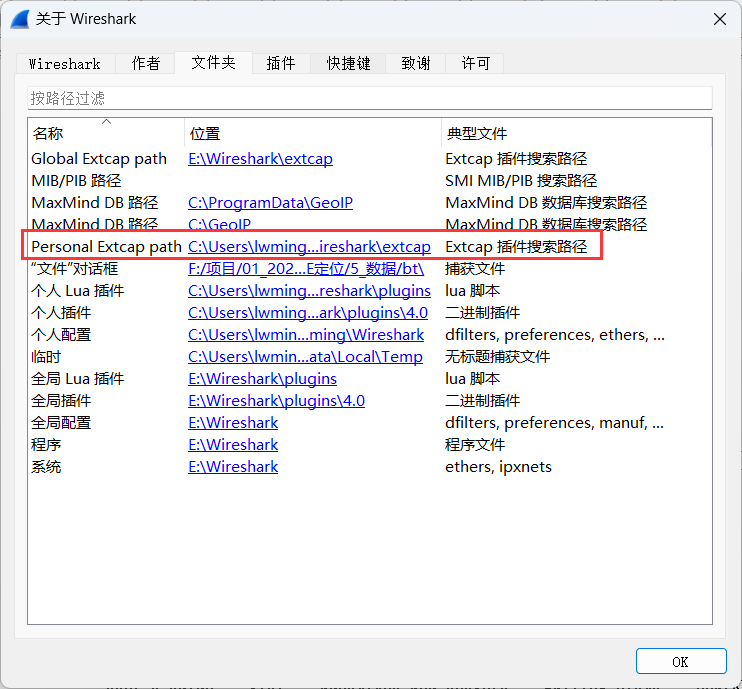 关于 Wireshark
Wireshark 作者 文件夹 插件 快捷键 致谢 许可
按路径过滤
名称 位置 典型文件
Global Extcap path E:\Wireshark\extcap Extcap 插件搜索路径
MIB/PIB 路径 SMI MIB/PIB 搜索路径
MaxMind DB 路径 C:\ProgramData\GeoIP MaxMind DB 数据库搜索路径
MaxMind DB 路径 C:\GeoIP MaxMind DB 数据库搜索路径
Personal Extcap path C:\Users\lwming...ireshark\extcap Extcap 插件搜索路径
“文件”对话框 F:/项目/01_202...E定位/5_数据/bt\ 捕获文件
个人 Lua 插件 C:\Users\lwming...reshark\plugins lua 脚本
个人插件 C:\Users\lwming...ark\plugins\4.0 二进制插件
个人配置 C:\Users\lwmin...ming\Wireshark dfilters, preferences, ethers, ...
临时 C:\Users\lwmin...ata\Local\Temp 无标题捕获文件
全局 Lua 插件 E:\Wireshark\plugins lua 脚本
全局插件 E:\Wireshark\plugins\4.0 二进制插件
全局配置 E:\Wireshark dfilters, preferences, manuf, ...
程序 E:\Wireshark 程序文件
系统 E:\Wireshark ethers, ipxnets
OK